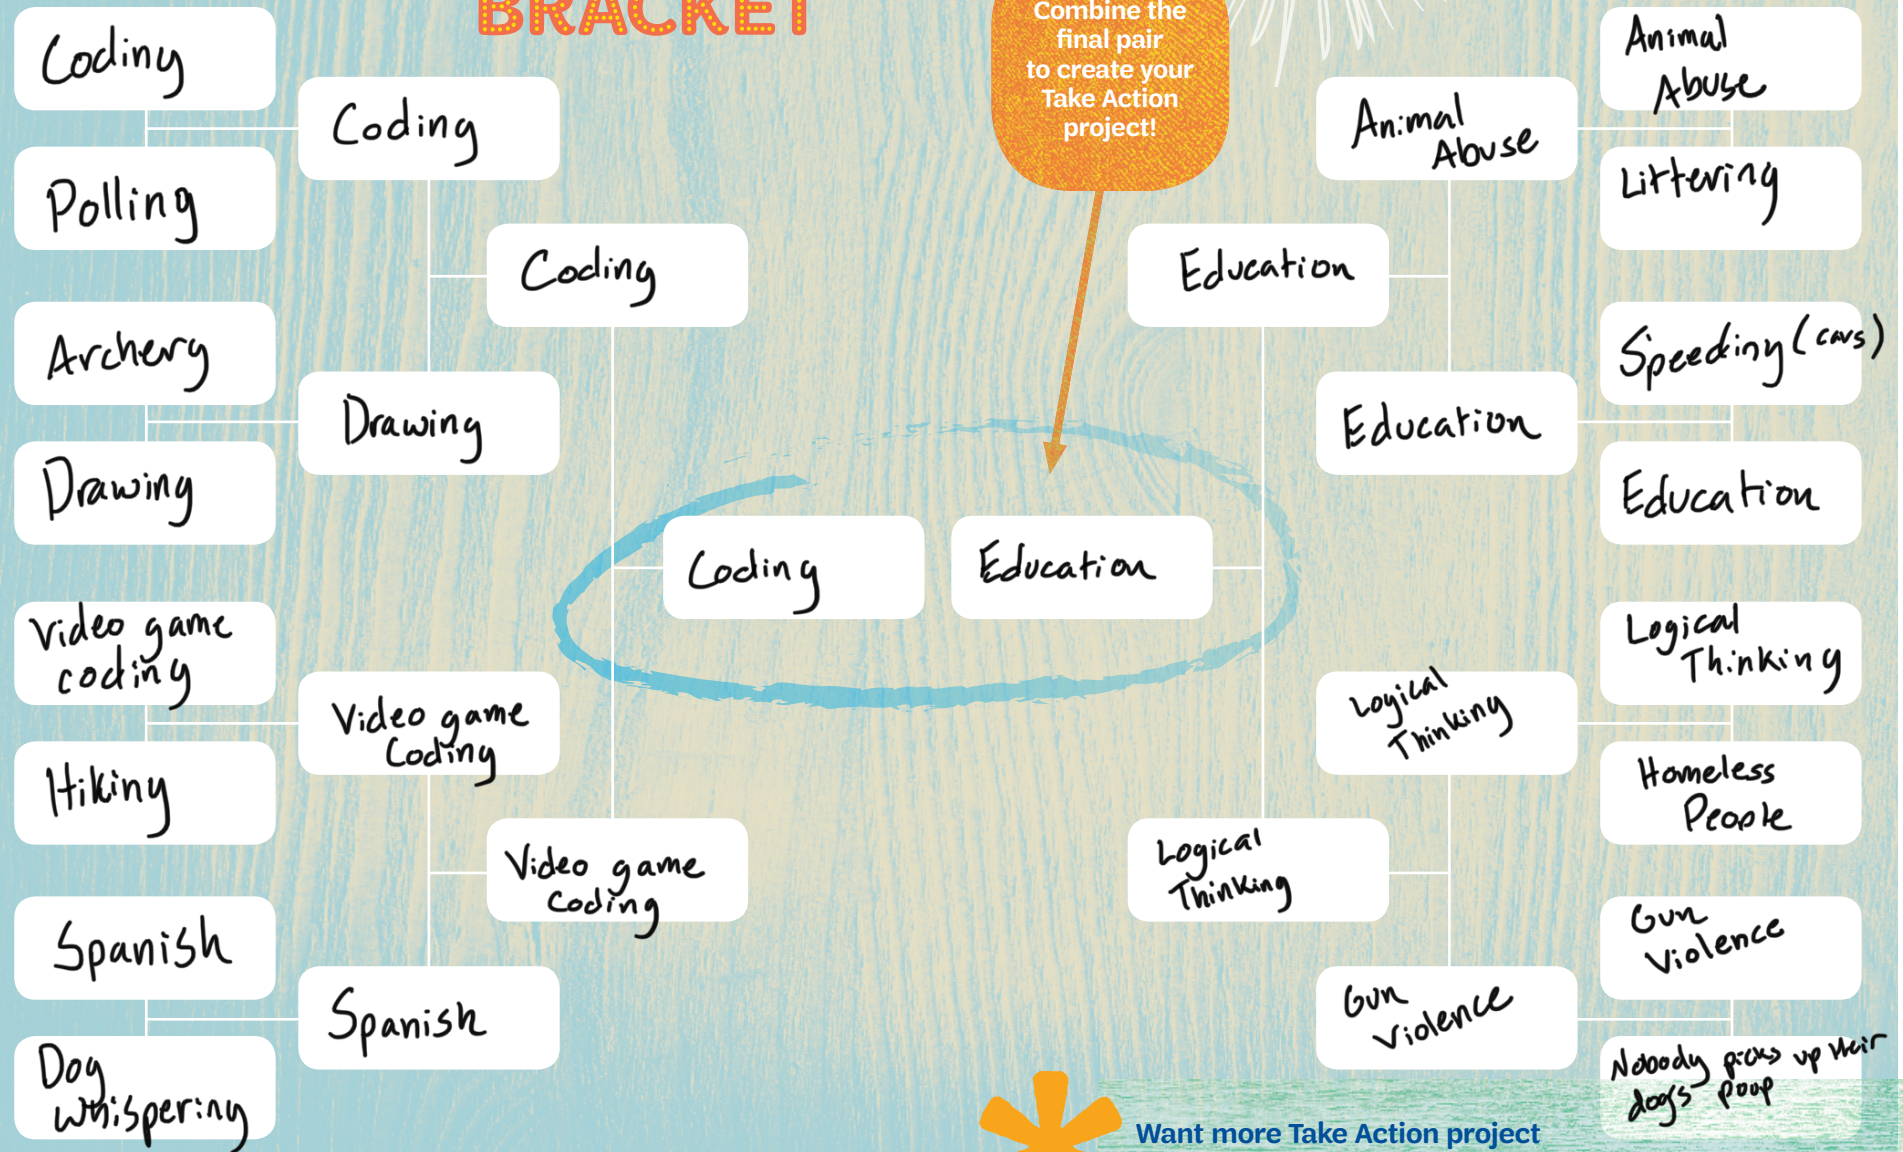 BRACKET
Combine the
final pair
to create your
Take Action
project!
Coding
Polling
Archery
Drawing
Video game
coding
Hiking
Spanish
Dog
Whispering
Coding
Drawing
Video game
Coding
Spanish
Coding
Video game
Coding
Coding
Education
Education
Logical
Thinking
Animal
Abuse
Education
Logical
Thinking
Gun
Violence
Animal
Abuse
Littering
Speeding (cars)
Education
Logical
Thinking
Homeless
People
Gun
Violence
Nobody picks up their
dogs poop
Want more Take Action project